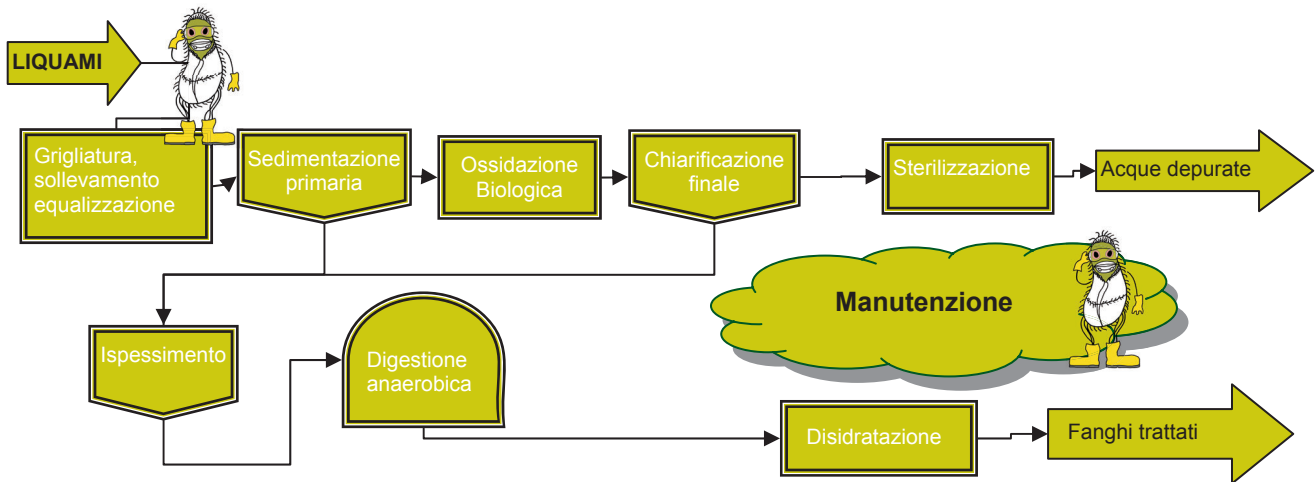 LIQUAMI
Grigliatura,
sollevamento
equalizzazione
Sedimentazione
primaria
Ossidazione
Biologica
Chiarificazione
finale
Sterilizzazione
Acque depurate
Manutenzione
Ispessimento
Digestione
anaerobica
Disidratazione
Fanghi trattati